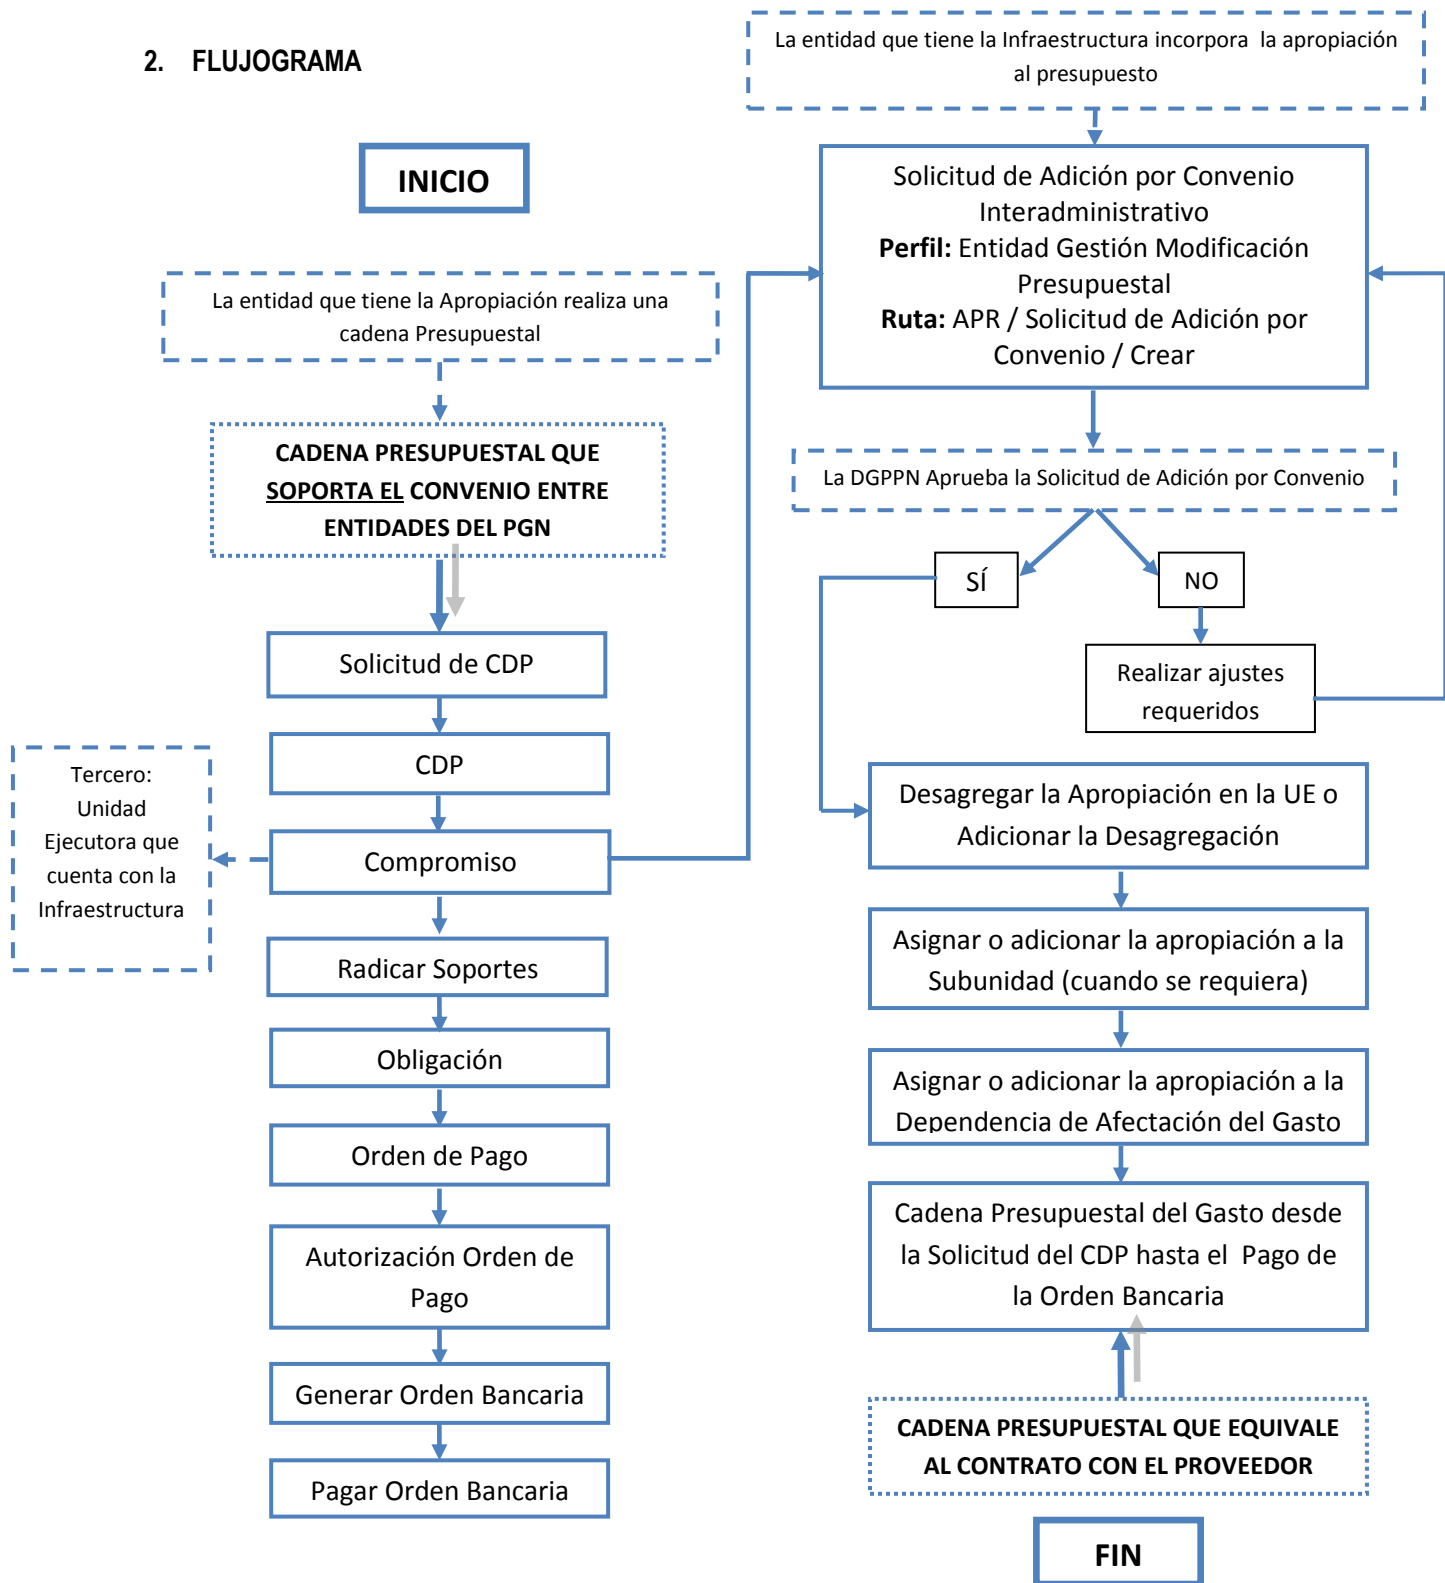 2. FLUJOGRAMA
INICIO
La entidad que tiene la Apropiación realiza una
cadena Presupuestal
CADENA PRESUPUESTAL QUE
SOPORTA EL CONVENIO ENTRE
ENTIDADES DEL PGN
Solicitud de CDP
CDP
Tercero:
Unidad
Ejecutora que
cuenta con la
Infraestructura
Compromiso
Radicar Soportes
Obligación
Orden de Pago
Autorización Orden de
Pago
Generar Orden Bancaria
Pagar Orden Bancaria
La entidad que tiene la Infraestructura incorpora la apropiación
al presupuesto
Solicitud de Adición por Convenio
Interadministrativo
Perfil: Entidad Gestión Modificación
Presupuestal
Ruta: APR / Solicitud de Adición por
Convenio / Crear
La DGPPN Aprueba la Solicitud de Adición por Convenio
SÍ
NO
Realizar ajustes
requeridos
Desagregar la Apropiación en la UE o
Adicionar la Desagregación
Asignar o adicionar la apropiación a la
Subunidad (cuando se requiera)
Asignar o adicionar la apropiación a la
Dependencia de Afectación del Gasto
Cadena Presupuestal del Gasto desde
la Solicitud del CDP hasta el Pago de
la Orden Bancaria
CADENA PRESUPUESTAL QUE EQUIVALE
AL CONTRATO CON EL PROVEEDOR
FIN